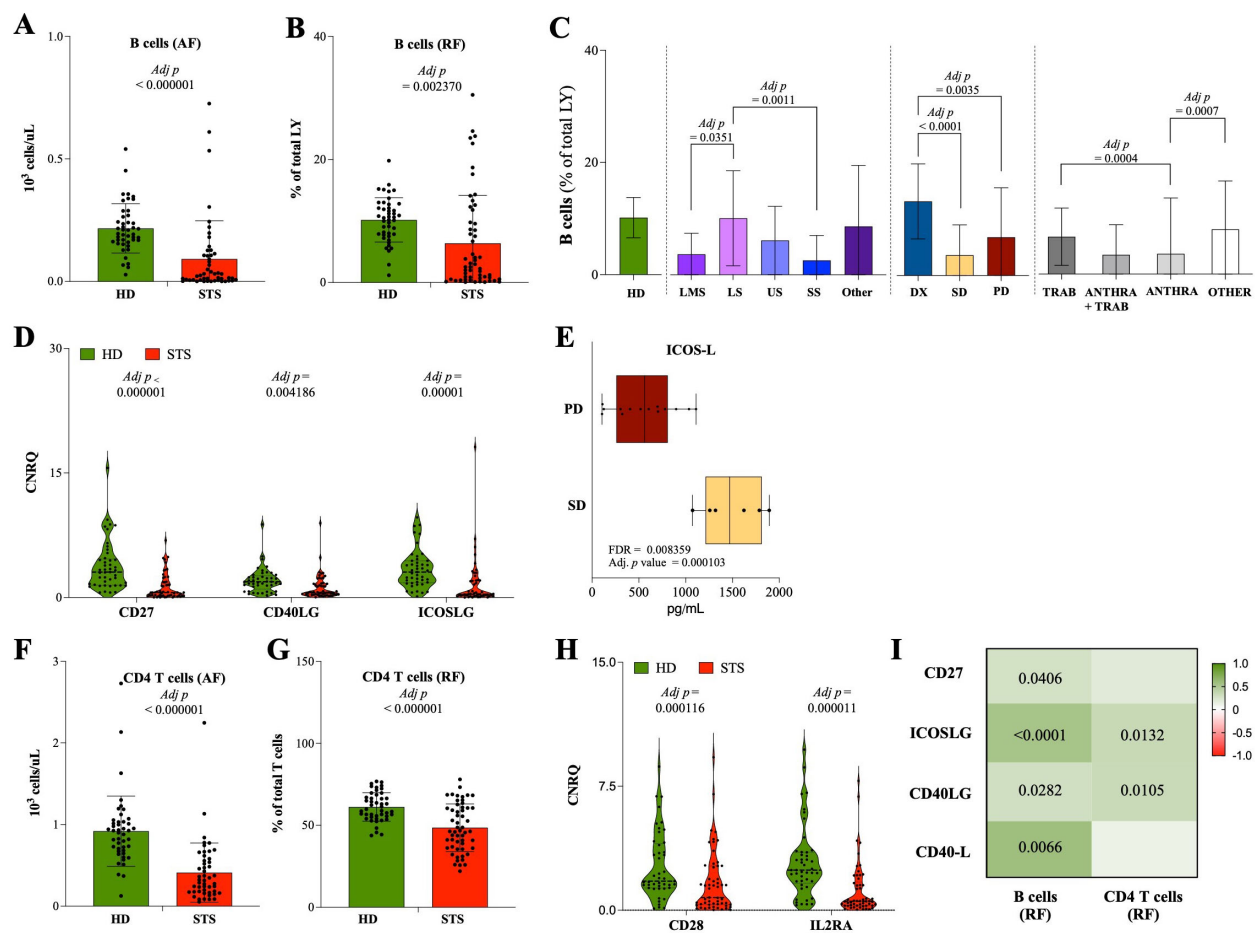 A
B cells (AF)
Adj p
< 0.000001
1.0
0.5
0.0
10³ cells/uL
HD
STS
B
B cells (RF)
Adj p
= 0.002370
40
20
0
% of total LY
HD
STS
C
40
20
0
B cells (% of total LY)
Adj p
= 0.0351
Adj p
= 0.0011
Adj p
= 0.0035
Adj p
< 0.0001
Adj p
= 0.0004
Adj p
= 0.0007
HD
LMS
LS
US
SS
Other
DX
SD
PD
TRAB
ANTHRA
+ TRAB
ANTHRA
OTHER
D
HD
STS
30
15
0
CNRQ
Adj p <
0.000001
Adj p =
0.004186
Adj p =
0.00001
CD27
CD40LG
ICOSLG
E
ICOS-L
PD
SD
FDR = 0.008359
Adj. p value = 0.000103
0
500
1000
1500
2000
pg/mL
F
CD4 T cells (AF)
Adj p
< 0.000001
3
2
1
0
10³ cells/uL
HD
STS
G
CD4 T cells (RF)
Adj p
< 0.000001
150
100
50
0
% of total T cells
HD
STS
H
HD
STS
15.0
7.5
0.0
CNRQ
Adj p =
0.000116
Adj p =
0.000011
CD28
IL2RA
I
CD27
0.0406
ICOSLG
<0.0001
0.0132
CD40LG
0.0282
0.0105
CD40-L
0.0066
B cells
(RF)
CD4 T cells
(RF)
1.0
0.5
0
-0.5
-1.0